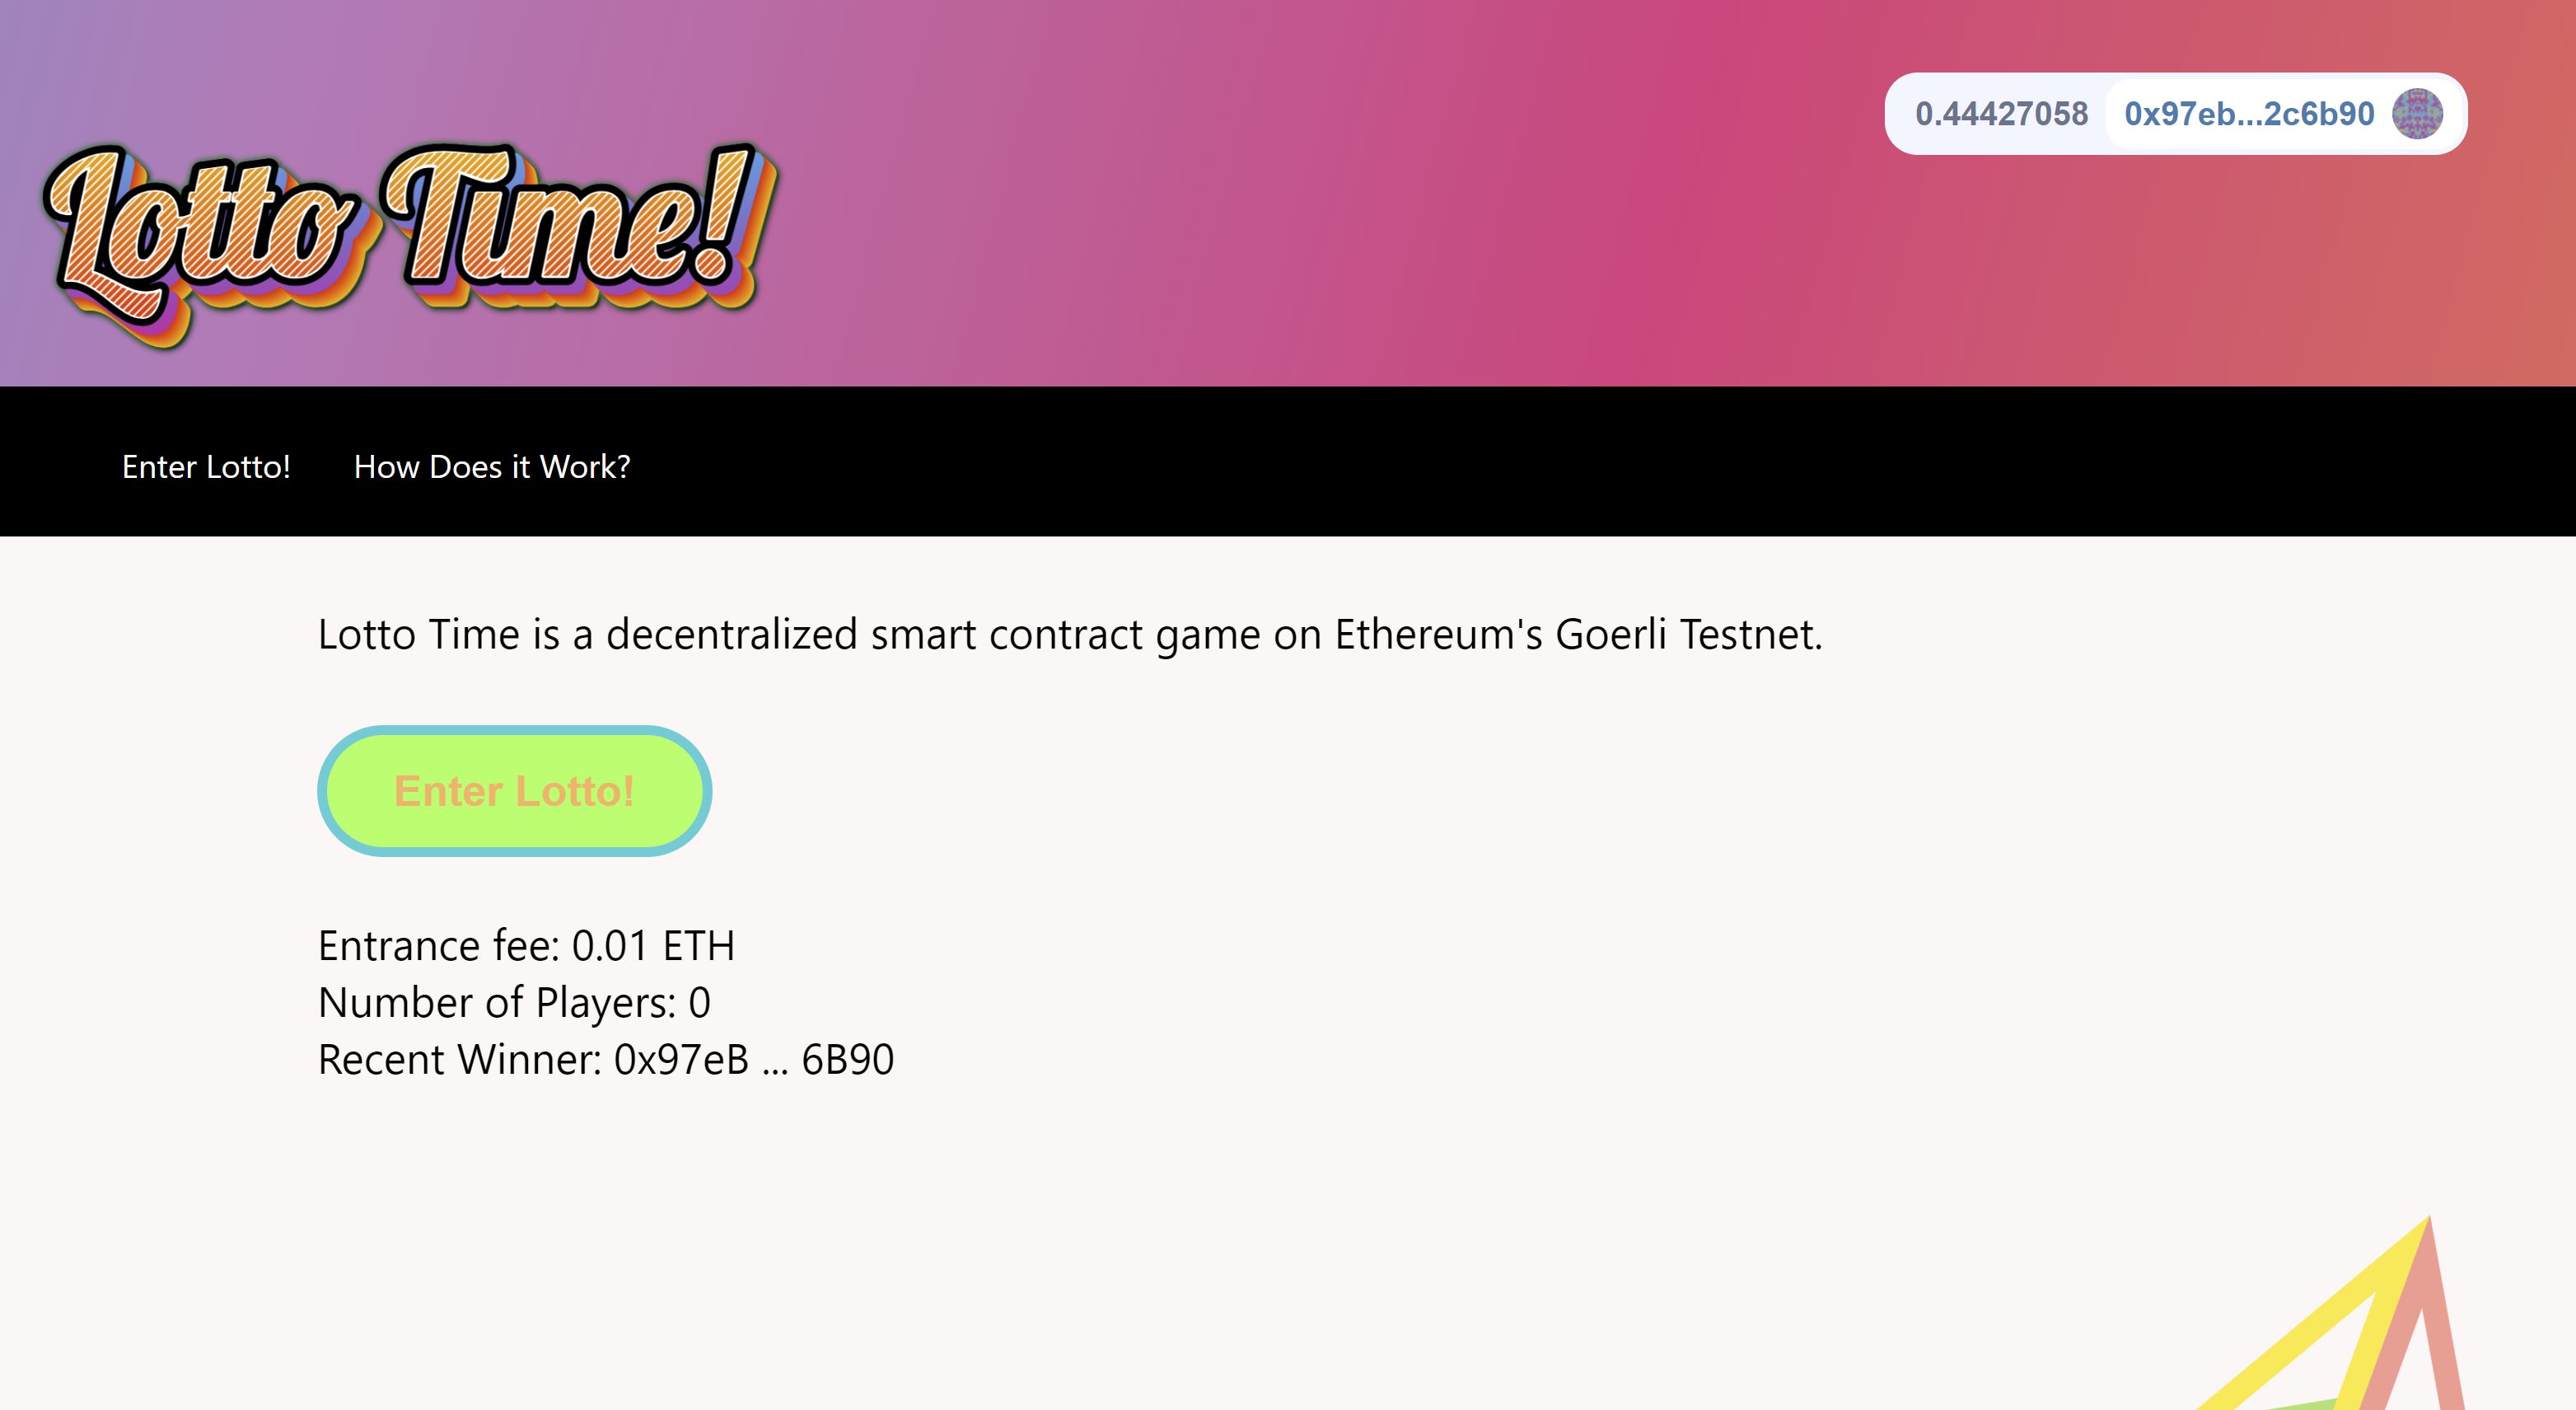 Lotto Time!
0.44427058 0x97eb...2c6b90
Enter Lotto! How Does it Work?
Lotto Time is a decentralized smart contract game on Ethereum's Goerli Testnet.
Enter Lotto!
Entrance fee: 0.01 ETH
Number of Players: 0
Recent Winner: 0x97eB ... 6B90